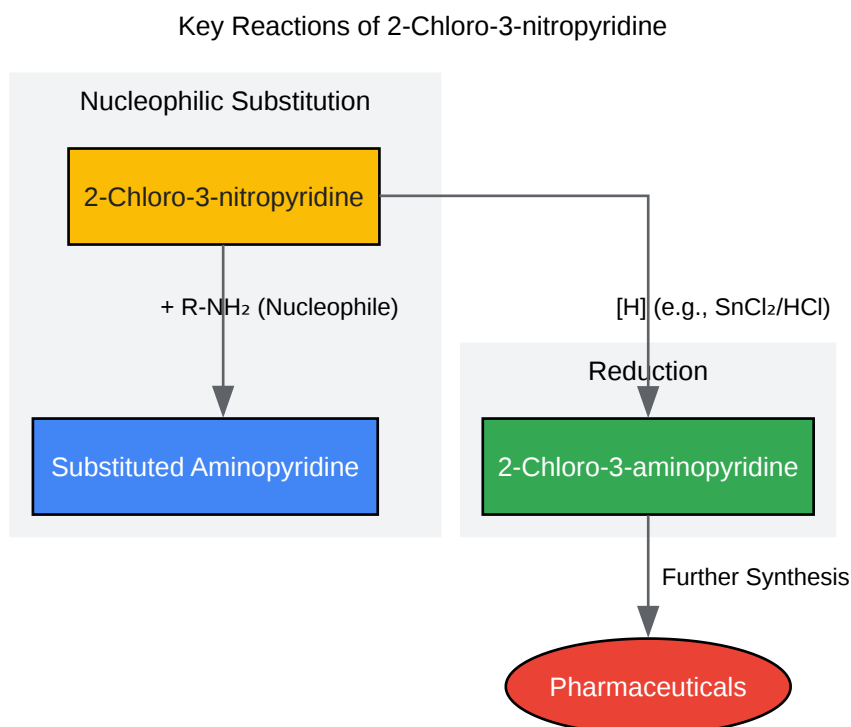 Key Reactions of 2-Chloro-3-nitropyridine
Nucleophilic Substitution
2-Chloro-3-nitropyridine
+ R-NH₂ (Nucleophile)
[H] (e.g., SnCl₂/HCl)
Reduction
Substituted Aminopyridine
2-Chloro-3-aminopyridine
Further Synthesis
Pharmaceuticals